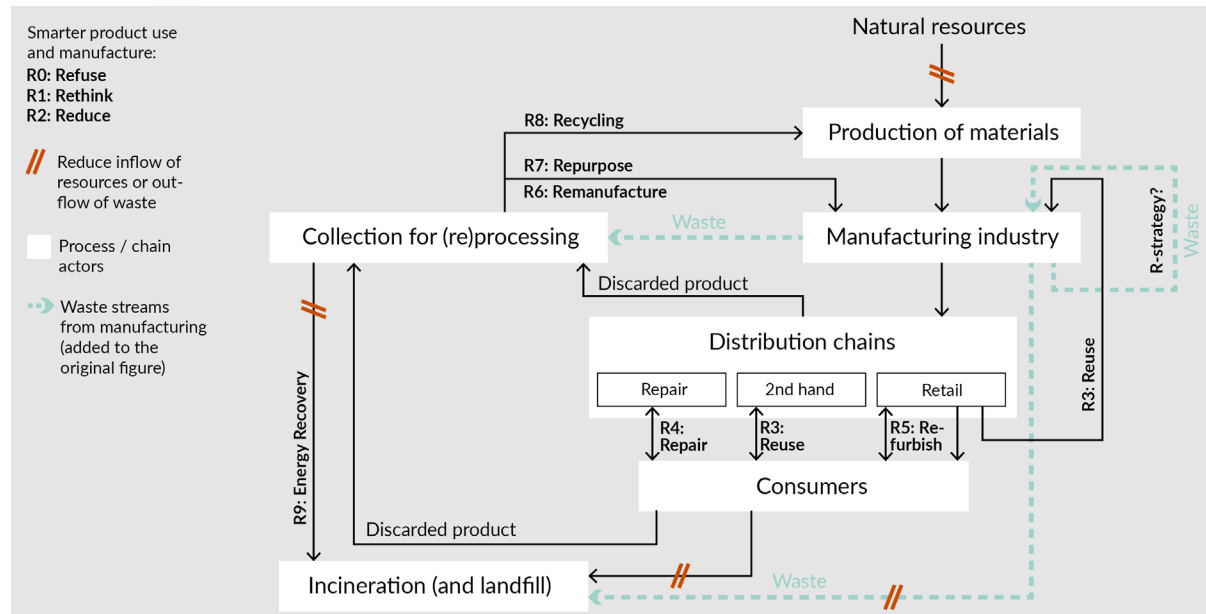 Smarter product use
and manufacture:
R0: Refuse
R1: Rethink
R2: Reduce
Reduce inflow of
resources or out-
flow of waste
Process / chain
actors
Waste streams
from manufacturing
(added to the
original figure)
Natural resources
R8: Recycling
Production of materials
R7: Repurpose
R6: Remanufacture
Collection for (re)processing
Waste
Manufacturing industry
R-strategy?
Waste
Discarded product
Distribution chains
Repair
2nd hand
Retail
R4:
Repair
R3:
Reuse
R5: Re-
furbish
R3: Reuse
Consumers
R9: Energy Recovery
Discarded product
Incineration (and landfill)
Waste